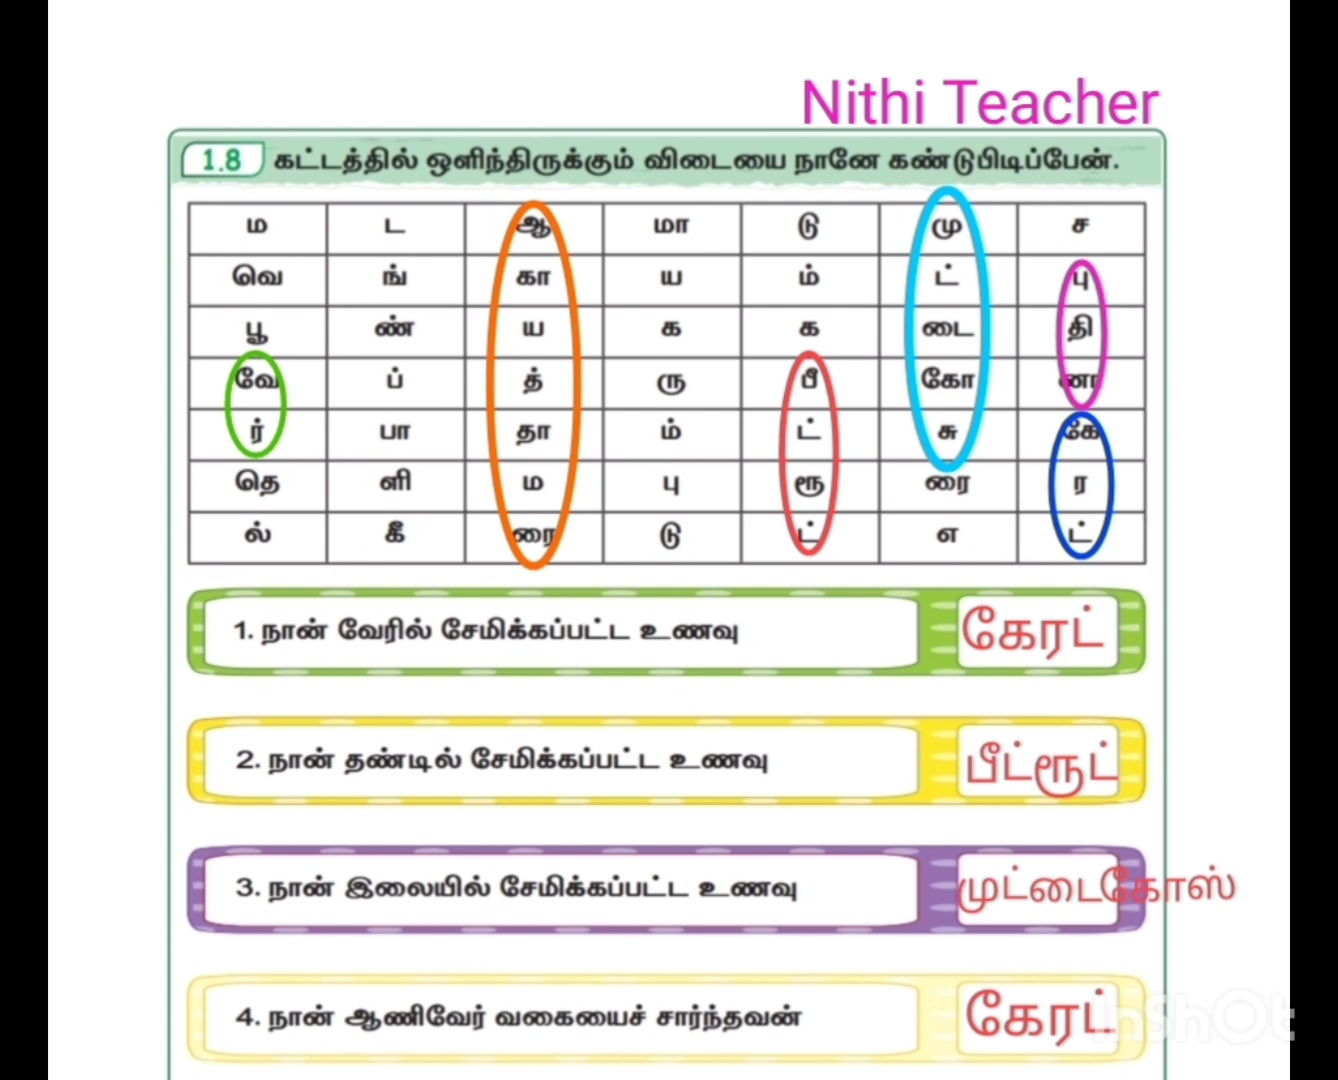 Nithi Teacher
1.8 கட்டத்தில் ஒளிந்திருக்கும் விடையை நானே கண்டுபிடிப்பேன்.
ம ட ஆ மா டு மு ச
வெ ங் கா ய ம் ட் பு
பூ ண் ய க க டை தி
வே ப் த் ரு பீ கோ னா
ர் பா தா ம் ட் சு கே
தெ ளி ம பு ரூ ரை ர
ல் கீ ரை டு ட் எ ட்
1. நான் வேரில் சேமிக்கப்பட்ட உணவு கேரட்
2. நான் தண்டில் சேமிக்கப்பட்ட உணவு பீட்ரூட்
3. நான் இலையில் சேமிக்கப்பட்ட உணவு முட்டைகோஸ்
4. நான் ஆணிவேர் வகையைச் சார்ந்தவன் கேரட்
InShOt